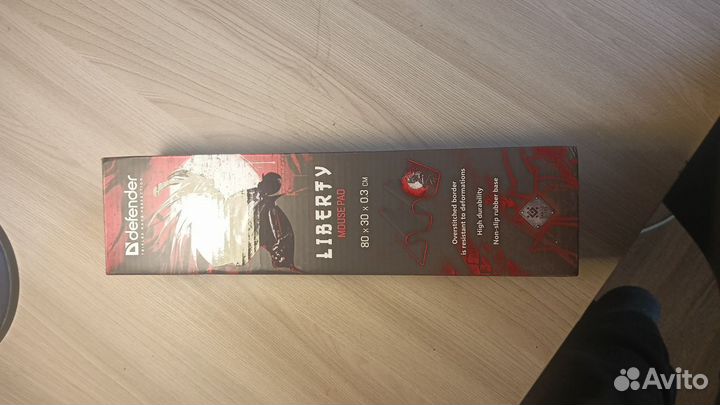 defender
LIBERTY
MOUSE PAD
80 x 30 x 0.3 CM
Overstitched border
is resistant to deformations
High durability
Non-slip rubber base
Avito